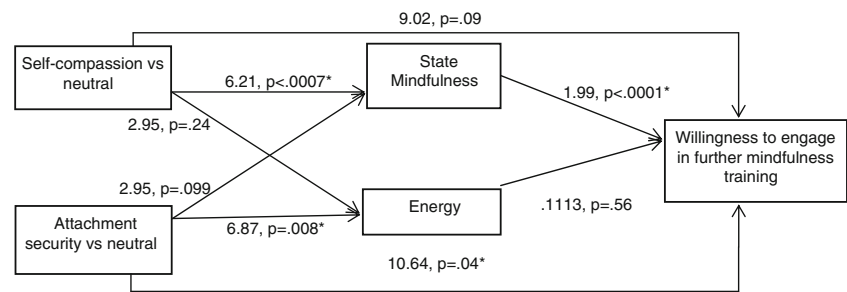 9.02, p=.09
Self-compassion vs
neutral
State
Mindfulness
6.21, p<.0007*
1.99, p<.0001*
2.95, p=.24
Willingness to engage
in further mindfulness
training
2.95, p=.099
Attachment
security vs neutral
Energy
6.87, p=.008*
.1113, p=.56
10.64, p=.04*